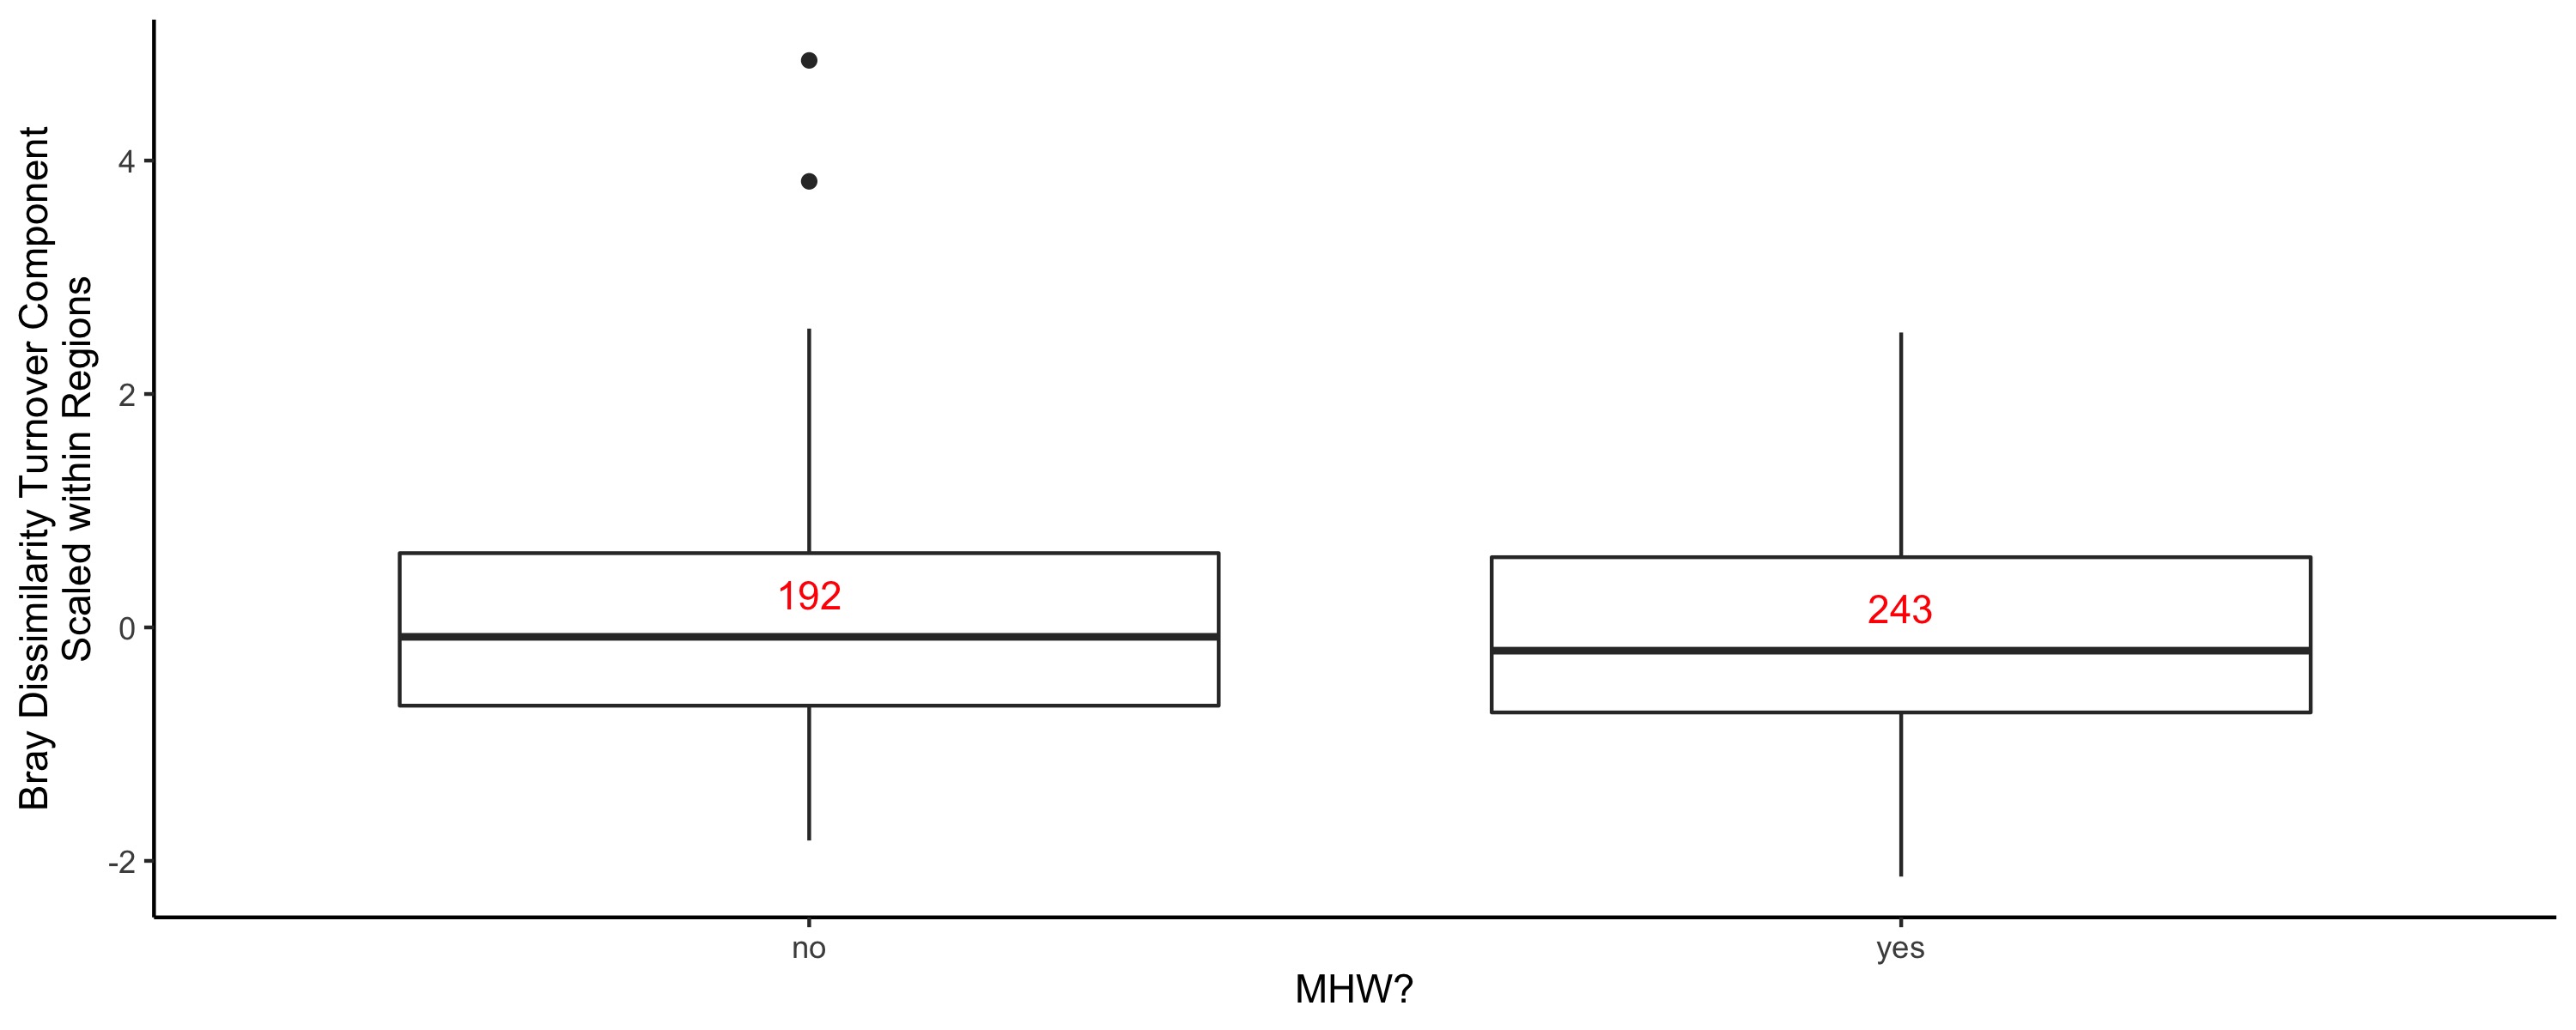 Bray Dissimilarity Turnover Component
Scaled within Regions
4
2
0
-2
192
243
no
yes
MHW?